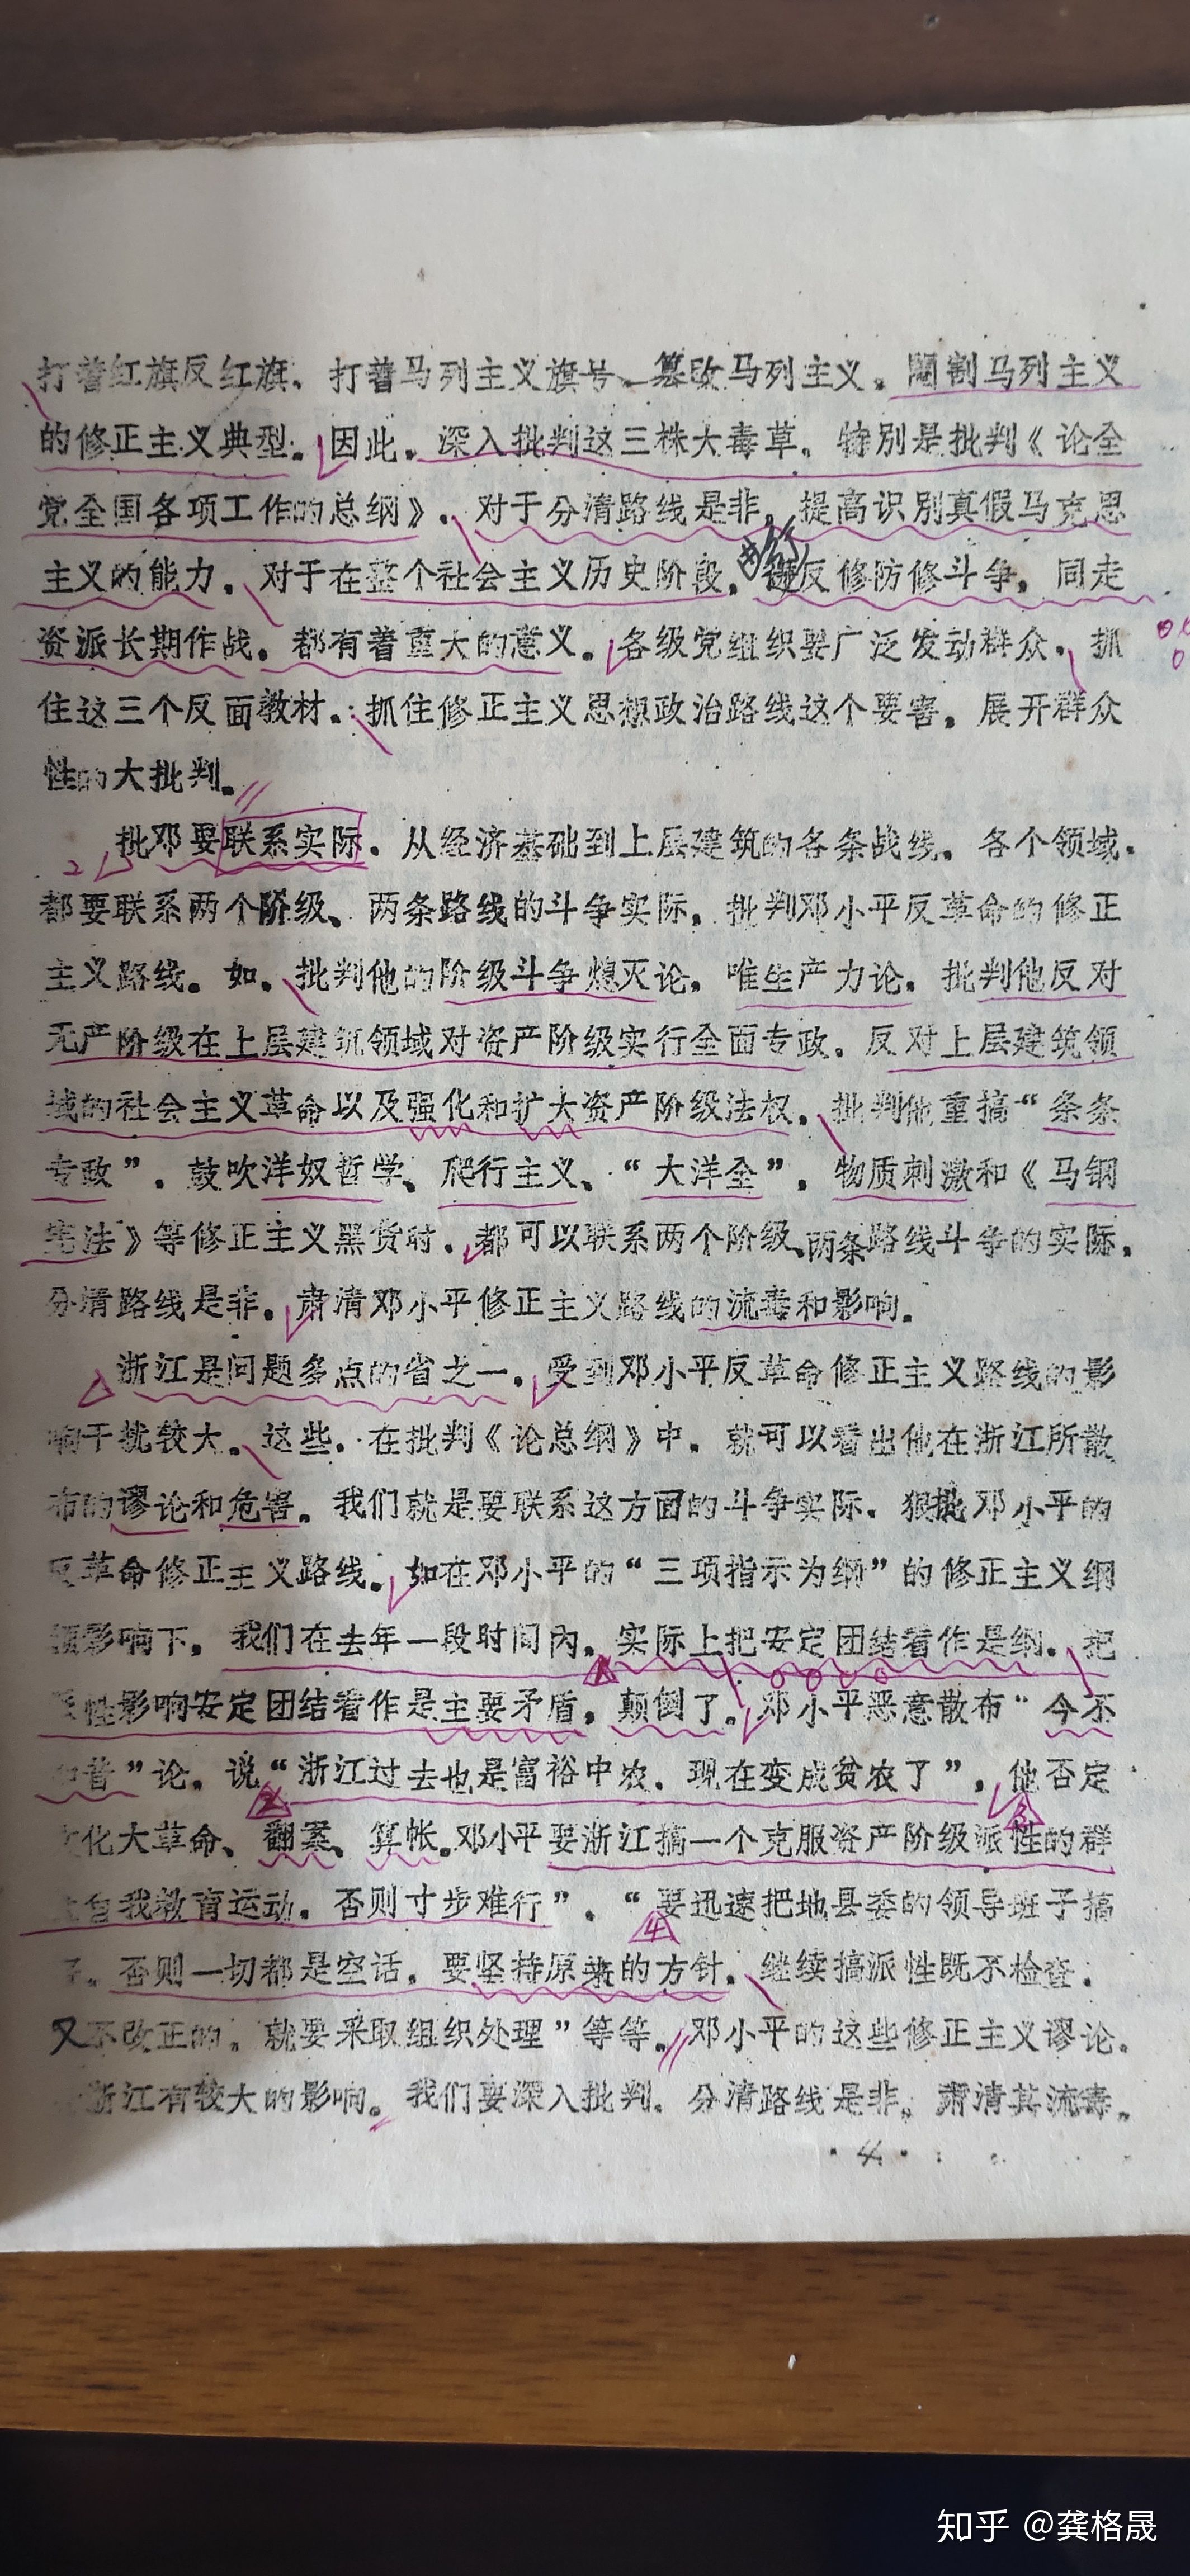 打着红旗反红旗，打着马列主义旗号、篡改马列主义，阉割马列主义
的修正主义典型。因此，深入批判这三株大毒草，特别是批判《论全
党全国各项工作的总纲》，对于分清路线是非，提高识别真假马克思
主义的能力，对于在整个社会主义历史阶段，进行反修防修斗争，同走
资派长期作战，都有着重大的意义。各级党组织要广泛发动群众，抓
住这三个反面教材，抓住修正主义思想政治路线这个要害，展开群众
性的大批判。
批邓要联系实际。从经济基础到上层建筑的各条战线，各个领域，
都要联系两个阶级、两条路线的斗争实际，批判邓小平反革命的修正
主义路线。如，批判他的阶级斗争熄灭论，唯生产力论，批判他反对
无产阶级在上层建筑领域对资产阶级实行全面专政，反对上层建筑领
域的社会主义革命以及强化和扩大资产阶级法权，批判他重搞“条条
专政”，鼓吹洋奴哲学、爬行主义、“大洋全”，物质刺激和《马钢
宪法》等修正主义黑货时，都可以联系两个阶级、两条路线斗争的实际，
分清路线是非，肃清邓小平修正主义路线的流毒和影响。
浙江是问题多点的省之一，受到邓小平反革命修正主义路线的影
响干扰较大。这些，在批判《论总纲》中，就可以看出他在浙江所散
布的谬论和危害。我们就是要联系这方面的斗争实际，狠批邓小平的
反革命修正主义路线。如在邓小平的“三项指示为纲”的修正主义纲
领影响下，我们在去年一段时间内，实际上把安定团结看作是纲，把
派性影响安定团结看作是主要矛盾，颠倒了。邓小平恶意散布“今不
如昔”论，说“浙江过去也是富裕中农，现在变成贫农了”，他否定
文化大革命、翻案、算帐。邓小平要浙江搞一个克服资产阶级派性的群
自我教育运动，否则寸步难行”，“要迅速把地县委的领导班子搞
好，否则一切都是空话，要坚持原来的方针，继续搞派性既不检查，
又不改正的，就要采取组织处理”等等。邓小平的这些修正主义谬论，
浙江有较大的影响。我们要深入批判，分清路线是非，肃清其流毒。
·4·
知乎 @龚格晟